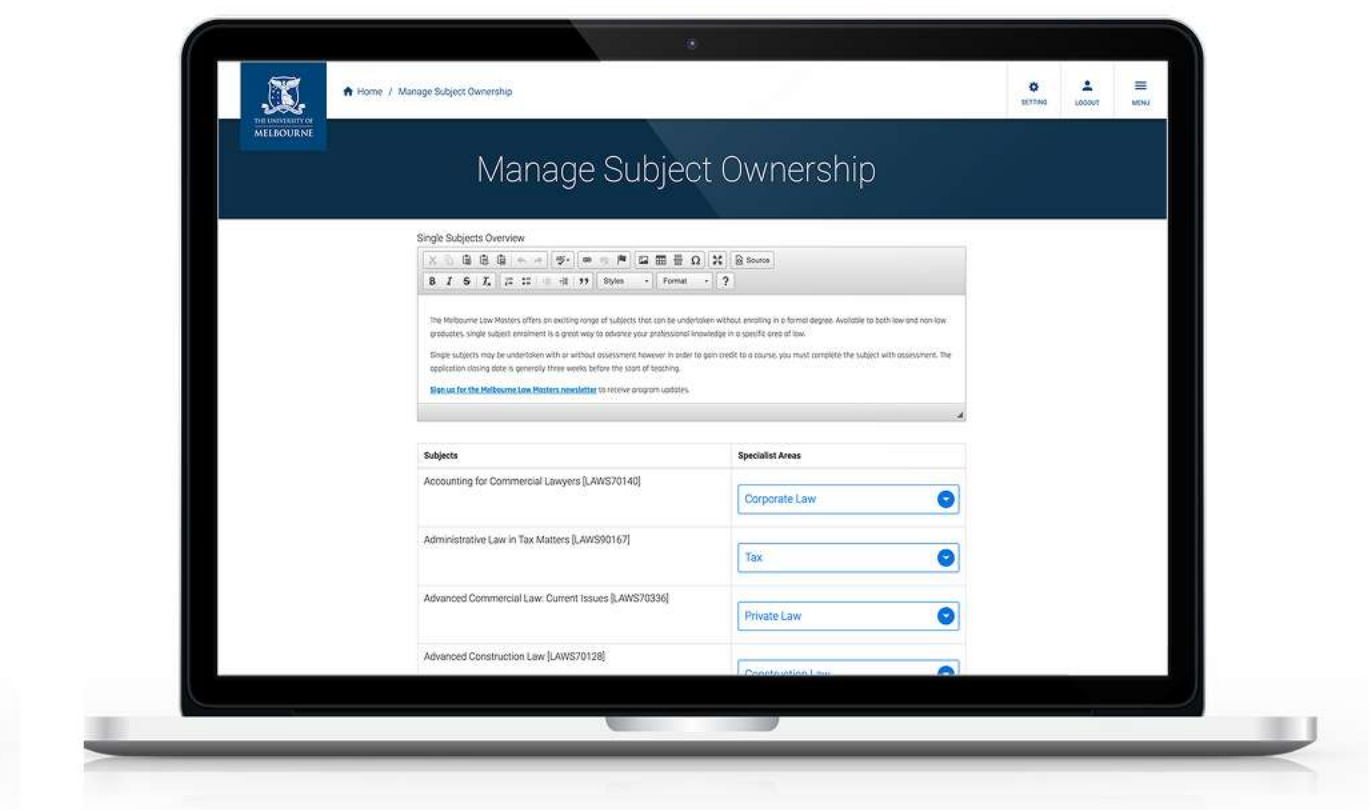 THE UNIVERSITY OF
MELBOURNE
Home / Manage Subject Ownership
SETTING
LOGOUT
MENU
Manage Subject Ownership
Single Subjects Overview
Source
B I S Tx Styles Format ?
The Melbourne Law Masters offers an exciting range of subjects that can be undertaken without enrolling in a formal degree. Available to both law and non-law
graduates, single subject enrolment is a great way to advance your professional knowledge in a specific area of law.
Single subjects may be undertaken with or without assessment however in order to gain credit to a course, you must complete the subject with assessment. The
application closing date is generally three weeks before the start of teaching.
Sign up for the Melbourne Law Masters newsletter to receive program updates.
Subjects Specialist Areas
Accounting for Commercial Lawyers [LAWS70140]
Corporate Law
Administrative Law in Tax Matters [LAWS90167]
Tax
Advanced Commercial Law: Current Issues [LAWS70336]
Private Law
Advanced Construction Law [LAWS70128]
Construction Law